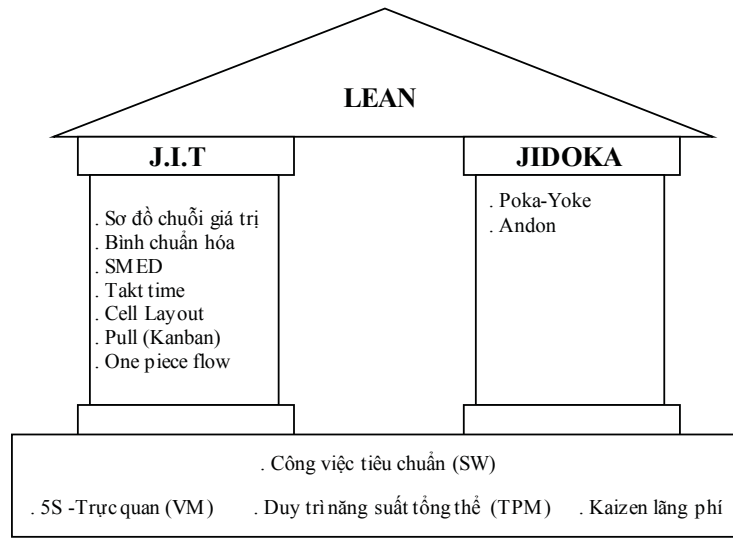 LEAN
J.I.T
. Sơ đồ chuỗi giá trị
. Bình chuẩn hóa
. SMED
. Takt time
. Cell Layout
. Pull (Kanban)
. One piece flow
JIDOKA
. Poka-Yoke
. Andon
. Công việc tiêu chuẩn (SW)
. 5S -Trực quan (VM) . Duy trì năng suất tổng thể (TPM) . Kaizen lãng phí